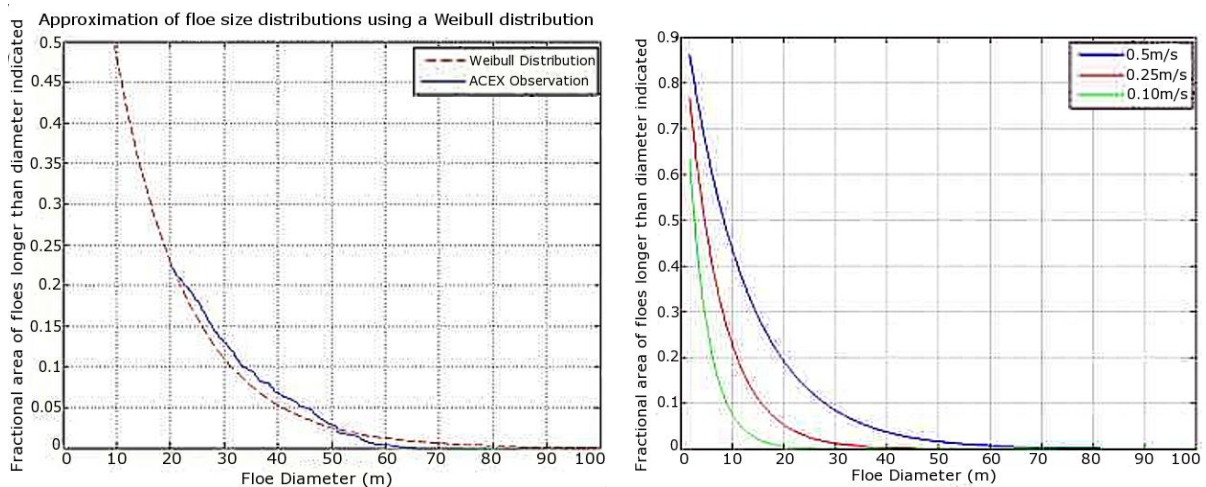 Approximation of floe size distributions using a Weibull distribution
Fractional area of floes longer than diameter indicated
0.5
0.45
0.4
0.35
0.3
0.25
0.2
0.15
0.1
0.05
0
Weibull Distribution
ACEX Observation
0 10 20 30 40 50 60 70 80 90 100
Floe Diameter (m)
Fractional area of floes longer than diameter indicated
0.9
0.8
0.7
0.6
0.5
0.4
0.3
0.2
0.1
0
0.5m/s
0.25m/s
0.10m/s
0 10 20 30 40 50 60 70 80 90 100
Floe Diameter (m)